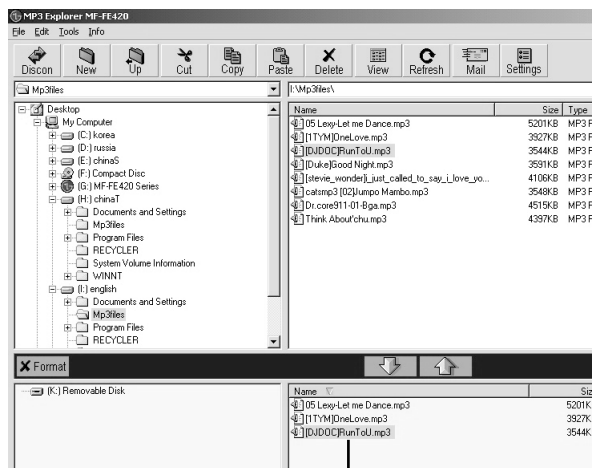 MP3 Explorer MF-FE420
File Edit Tools Info
Discon New Up Cut Copy Paste Delete View Refresh Mail Settings
Mp3files
I:\Mp3files\
Desktop
My Computer
(C:) korea
(D:) russia
(E:) chinaS
(F:) Compact Disc
(G:) MF-FE420 Series
(H:) chinaT
Documents and Settings
Mp3files
Program Files
RECYCLER
System Volume Information
WINNT
(I:) english
Documents and Settings
Mp3files
Program Files
RECYCLER
Name Size Type
05 Lexy-Let me Dance.mp3 5201KB MP3 F
[1TYM]OneLove.mp3 3927KB MP3 F
[DJDOC]RunToU.mp3 3544KB MP3 F
[Duke]Good Night.mp3 3591KB MP3 F
[stevie_wonder]i_just_called_to_say_i_love_yo... 4106KB MP3 F
catsmp3 [02]Jumpo Mambo.mp3 3548KB MP3 F
Dr.core911-01-Bga.mp3 4515KB MP3 F
Think About'chu.mp3 4397KB MP3 F
Format
(K:) Removable Disk
Name Siz
05 Lexy-Let me Dance.mp3 5201K
[1TYM]OneLove.mp3 3927K
[DJDOC]RunToU.mp3 3544K